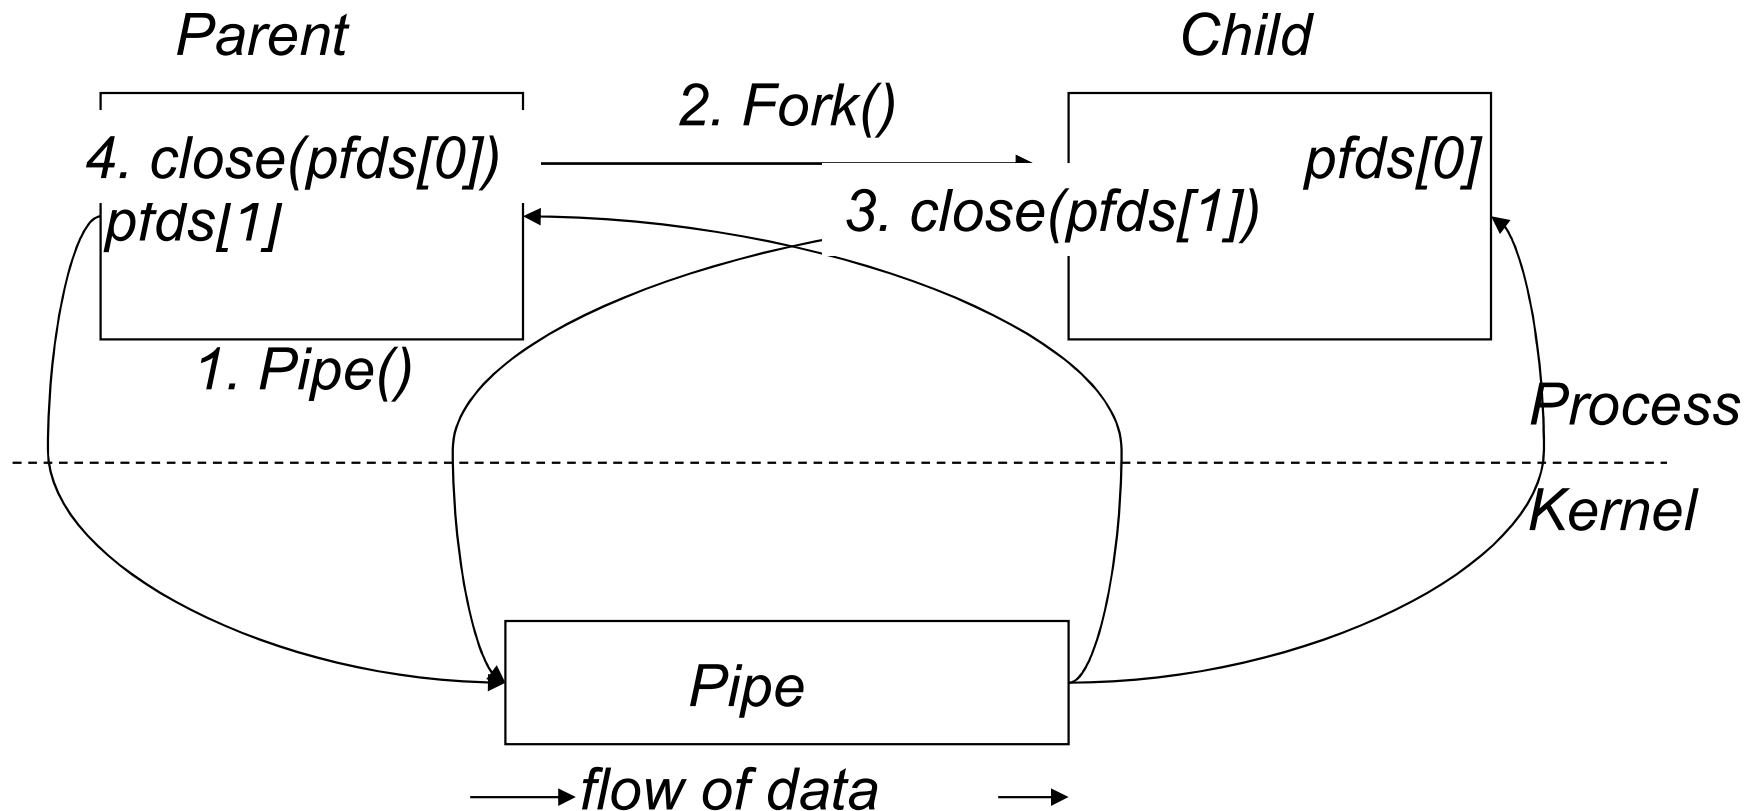 Parent
Child
2. Fork()
4. close(pfds[0])
pfds[0]
pfds[1]
3. close(pfds[1])
1. Pipe()
Process
Kernel
Pipe
flow of data